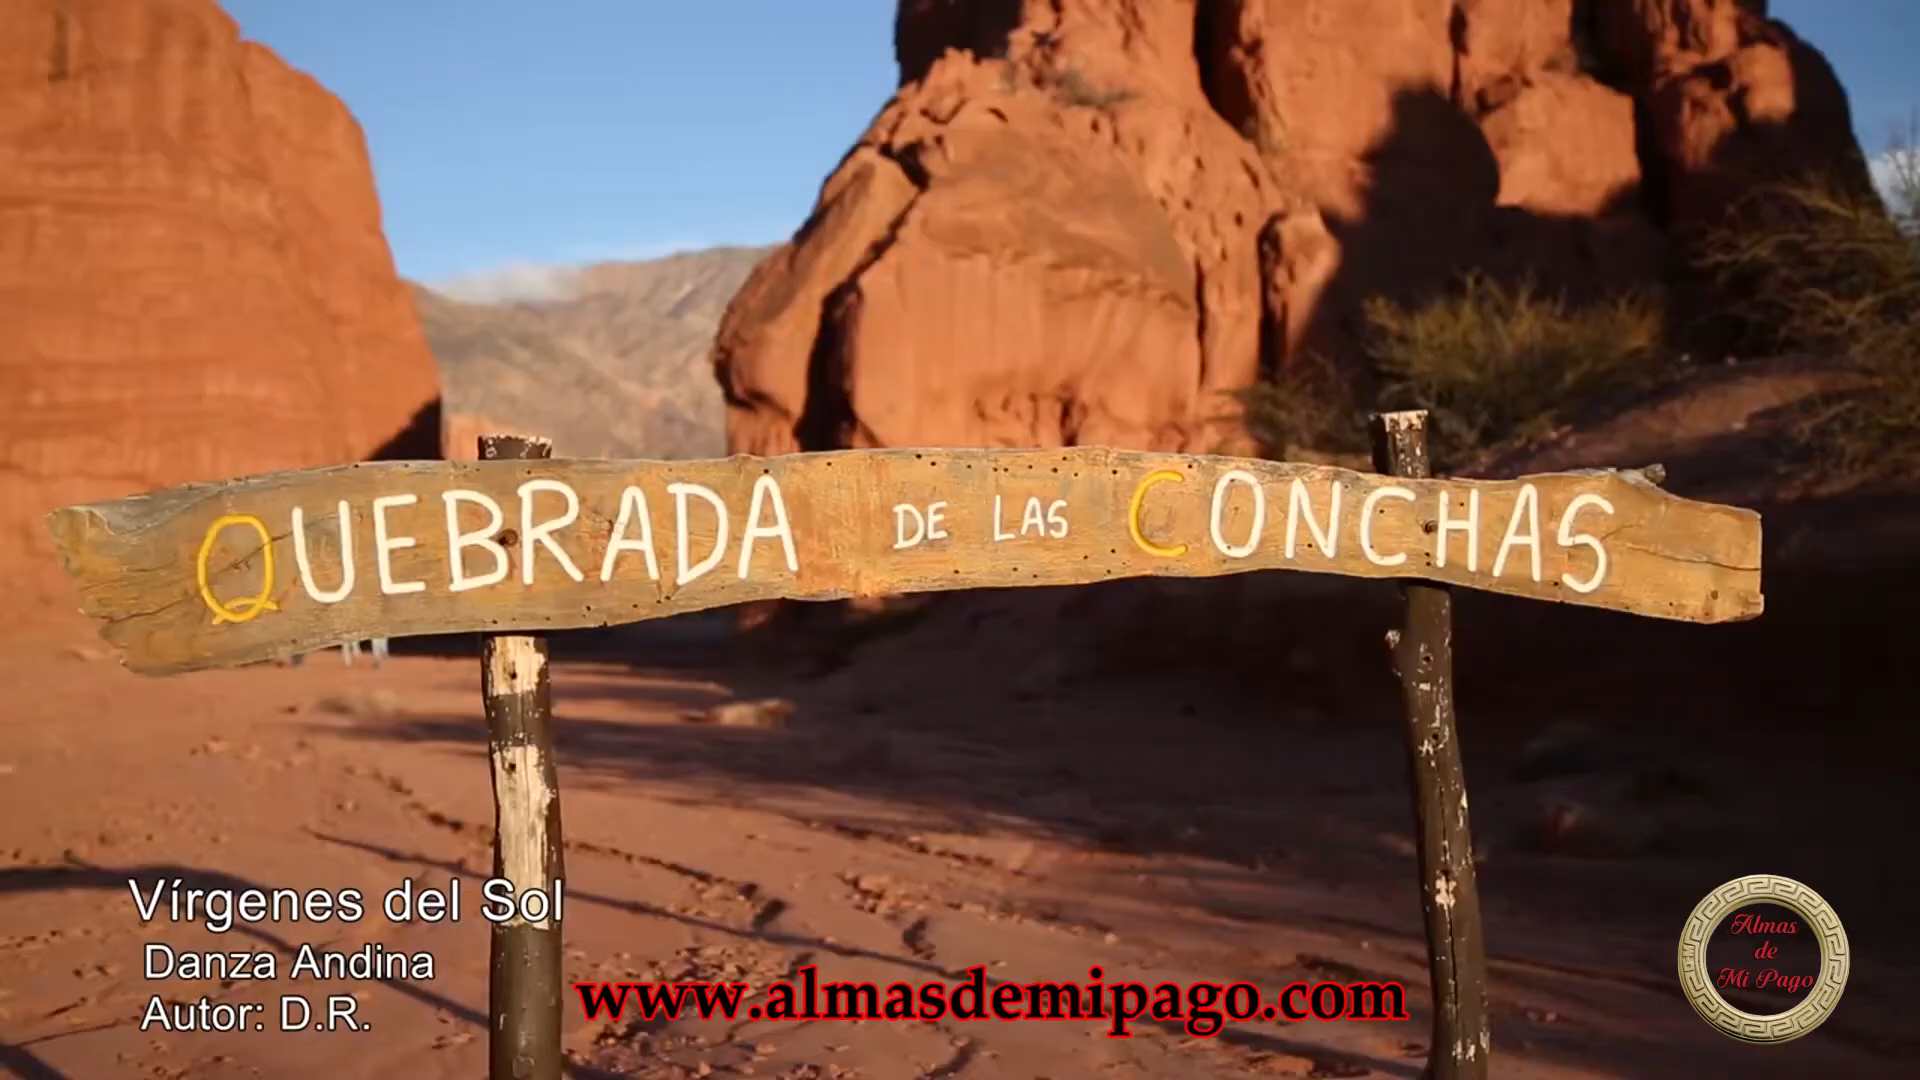 QUEBRADA DE LAS CONCHAS
Vírgenes del Sol
Danza Andina
Autor: D.R.
www.almasdemipago.com
Almas
de
Mi Pago